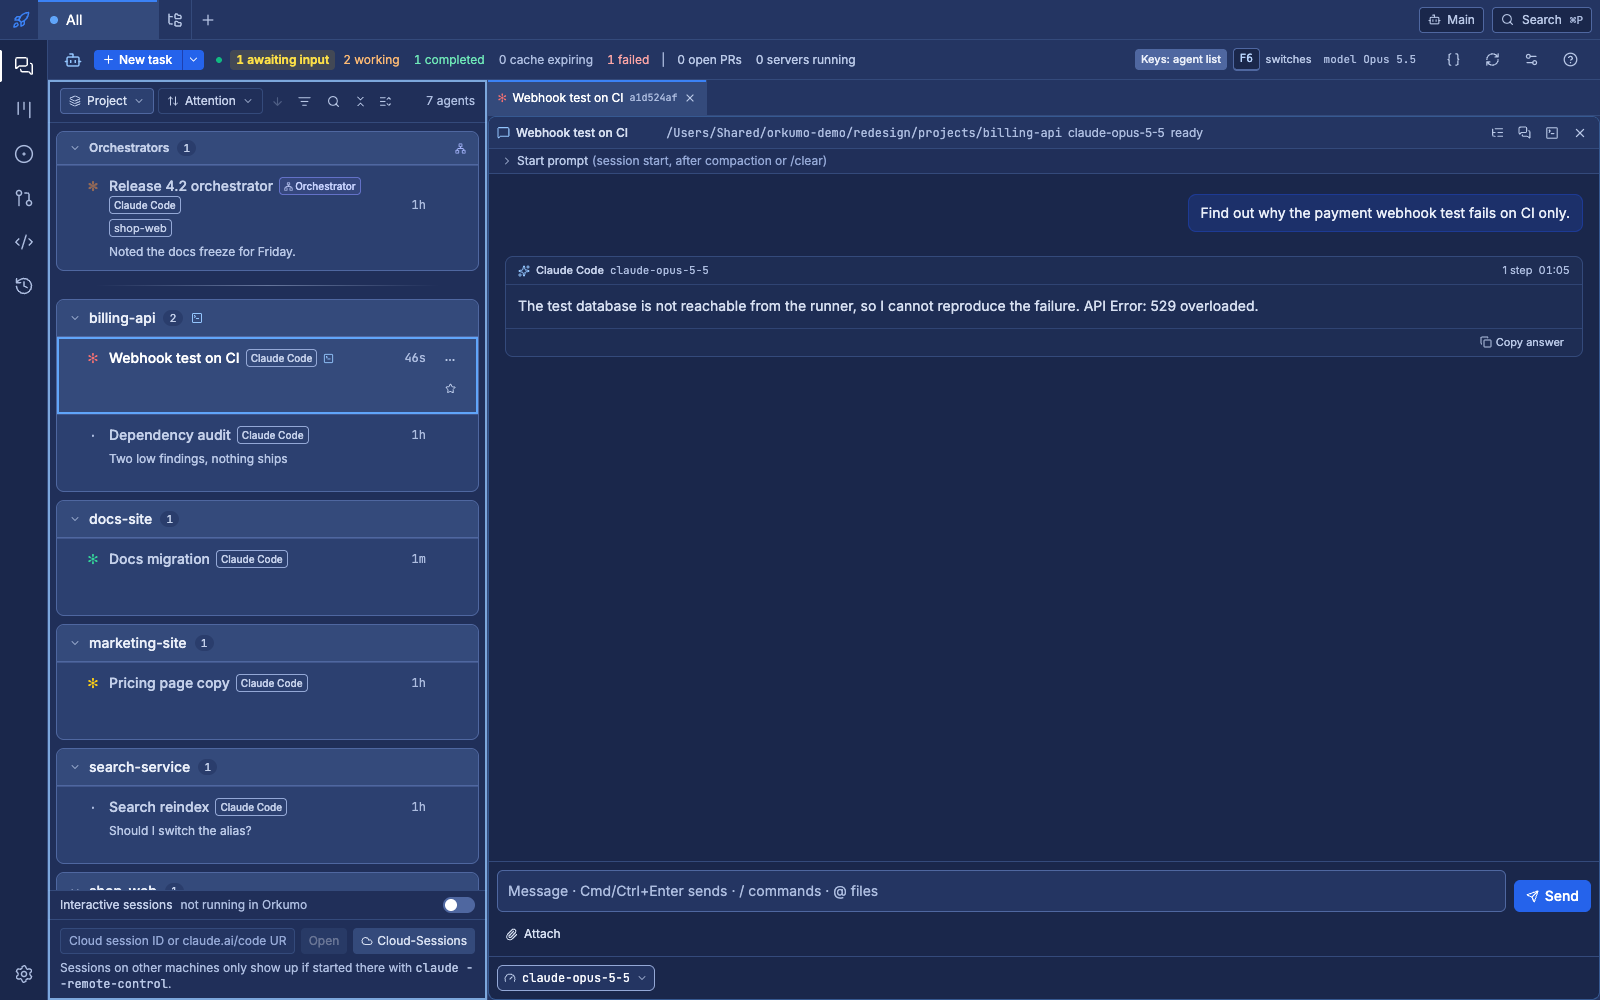 All
Main
Search ⌘P
New task
1 awaiting input
2 working
1 completed
0 cache expiring
1 failed
0 open PRs
0 servers running
Keys: agent list
F6
switches
model Opus 5.5
Project
Attention
7 agents
Orchestrators 1
Release 4.2 orchestrator
Orchestrator
Claude Code
1h
shop-web
Noted the docs freeze for Friday.
billing-api 2
Webhook test on CI
Claude Code
46s
Dependency audit
Claude Code
1h
Two low findings, nothing ships
docs-site 1
Docs migration
Claude Code
1m
marketing-site 1
Pricing page copy
Claude Code
1h
search-service 1
Search reindex
Claude Code
1h
Should I switch the alias?
shop-web 1
Interactive sessions not running in Orkumo
Cloud session ID or claude.ai/code UR
Open
Cloud-Sessions
Sessions on other machines only show up if started there with claude -
-remote-control.
Webhook test on CI a1d524af
Webhook test on CI /Users/Shared/orkumo-demo/redesign/projects/billing-api claude-opus-5-5 ready
Start prompt (session start, after compaction or /clear)
Find out why the payment webhook test fails on CI only.
Claude Code claude-opus-5-5
1 step 01:05
The test database is not reachable from the runner, so I cannot reproduce the failure. API Error: 529 overloaded.
Copy answer
Message · Cmd/Ctrl+Enter sends · / commands · @ files
Send
Attach
claude-opus-5-5